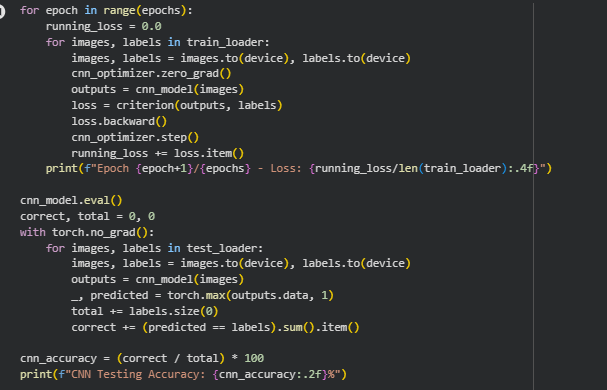 for epoch in range(epochs):
    running_loss = 0.0
    for images, labels in train_loader:
        images, labels = images.to(device), labels.to(device)
        cnn_optimizer.zero_grad()
        outputs = cnn_model(images)
        loss = criterion(outputs, labels)
        loss.backward()
        cnn_optimizer.step()
        running_loss += loss.item()
    print(f"Epoch {epoch+1}/{epochs} - Loss: {running_loss/len(train_loader):.4f}")

cnn_model.eval()
correct, total = 0, 0
with torch.no_grad():
    for images, labels in test_loader:
        images, labels = images.to(device), labels.to(device)
        outputs = cnn_model(images)
        _, predicted = torch.max(outputs.data, 1)
        total += labels.size(0)
        correct += (predicted == labels).sum().item()

cnn_accuracy = (correct / total) * 100
print(f"CNN Testing Accuracy: {cnn_accuracy:.2f}%")